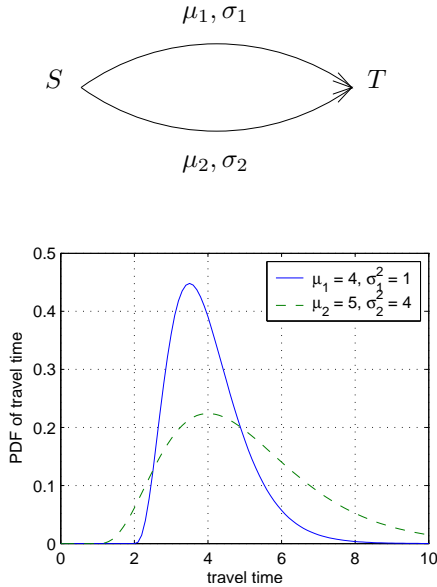 μ₁, σ₁
S T
μ₂, σ₂
0.5
μ₁ = 4, σ₁² = 1
μ₂ = 5, σ₂² = 4
0.4
0.3
0.2
0.1
0
PDF of travel time
0 2 4 6 8 10
travel time